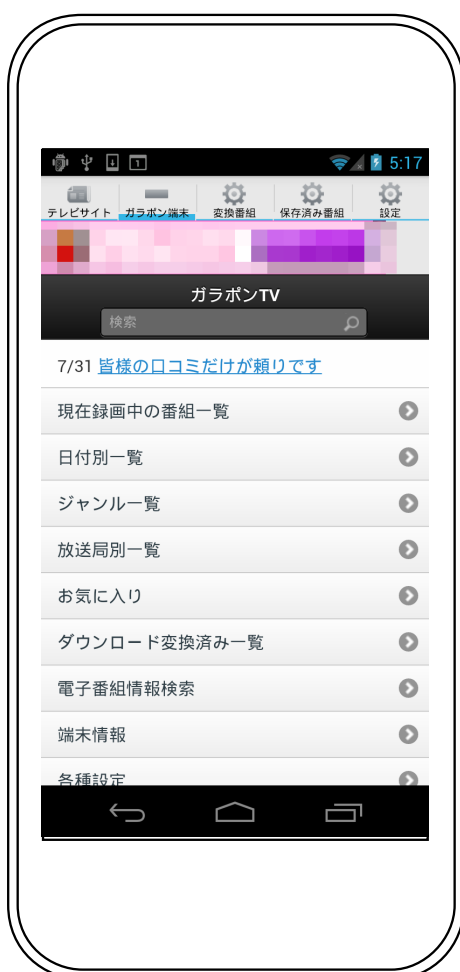 5:17
テレビサイト ガラポン端末 変換番組 保存済み番組 設定
ガラポンTV
検索
7/31 皆様の口コミだけが頼りです
現在録画中の番組一覧
日付別一覧
ジャンル一覧
放送局別一覧
お気に入り
ダウンロード変換済み一覧
電子番組情報検索
端末情報
各種設定